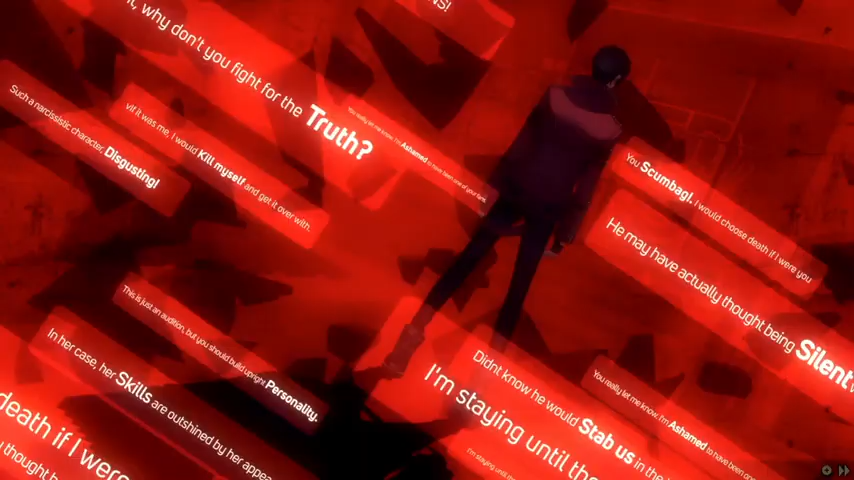 NS!
, why don't you fight for the Truth?
Such a narcissistic character, Disgusting!
If it was me, I would Kill myself and get it over with.
You really let me know. I'm Ashamed to have been one of your fans.
You Scumbag!, I would choose death if I were you
He may have actually thought being Silent
This is just an audition, but you should build upright Personality.
In her case, her Skills are outshined by her appea
death if I were
thought
Didnt know he would Stab us in the
I'm staying until the
I'm staying until
You really let me know. I'm Ashamed to have been one